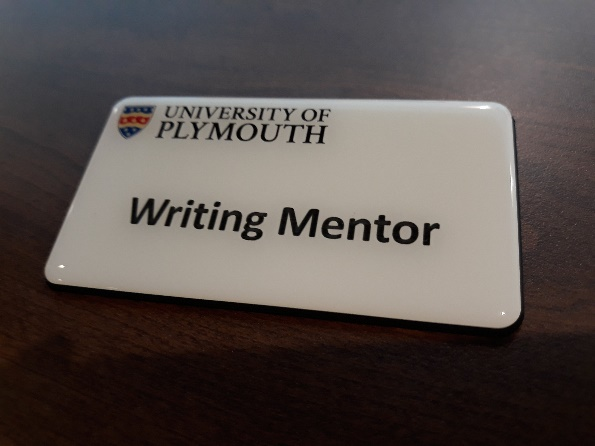 UNIVERSITY OF
PLYMOUTH
Writing Mentor